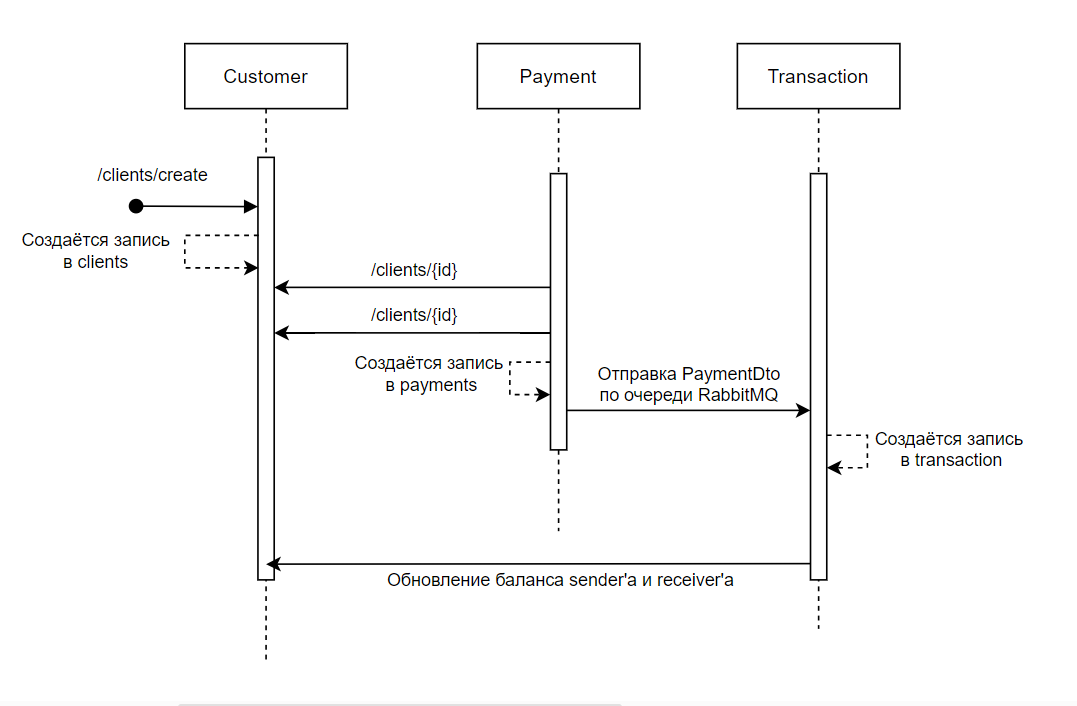 Customer
Payment
Transaction
/clients/create
Создаётся запись
в clients
/clients/{id}
/clients/{id}
Создаётся запись
в payments
Отправка PaymentDto
по очереди RabbitMQ
Создаётся запись
в transaction
Обновление баланса sender'а и receiver'а